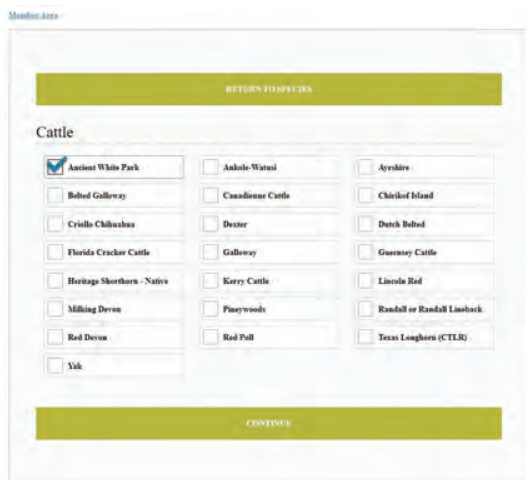 Member Area
RETURN TO SPECIES
Cattle
Ancient White Park
Ankole-Watusi
Ayrshire
Belted Galloway
Canadienne Cattle
Chirikof Island
Criollo Chihuahua
Dexter
Dutch Belted
Florida Cracker Cattle
Galloway
Guernsey Cattle
Heritage Shorthorn - Native
Kerry Cattle
Lincoln Red
Milking Devon
Pineywoods
Randall or Randall Lineback
Red Devon
Red Poll
Texas Longhorn (CTLR)
Yak
CONTINUE